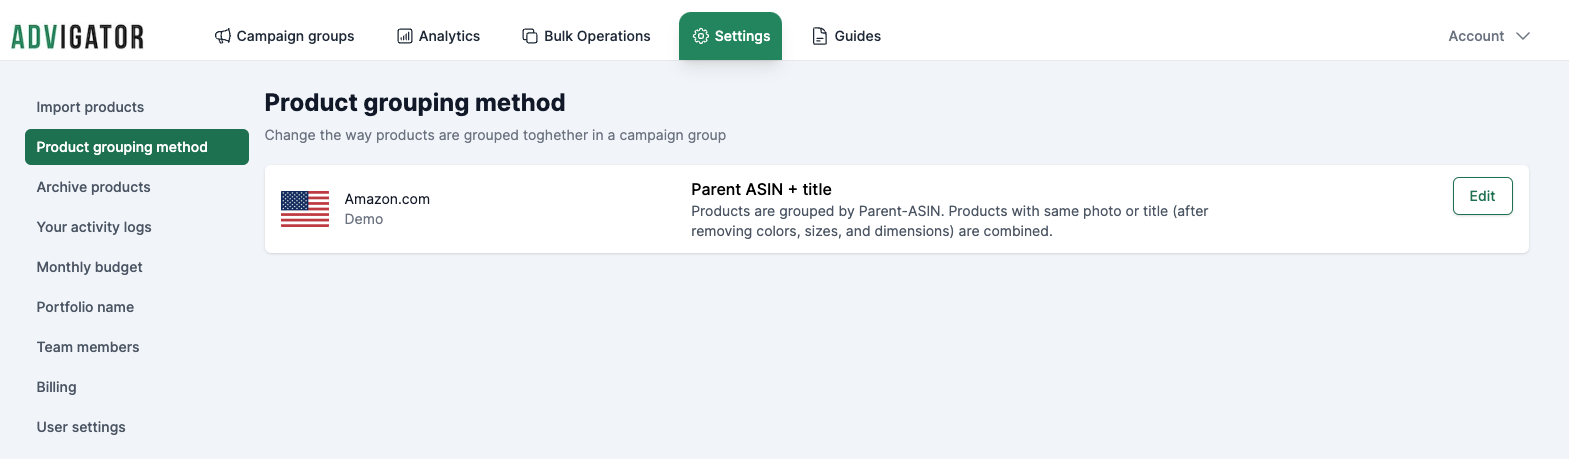 ADVIGATOR
Campaign groups
Analytics
Bulk Operations
Settings
Guides
Account
Import products
Product grouping method
Archive products
Your activity logs
Monthly budget
Portfolio name
Team members
Billing
User settings
Product grouping method
Change the way products are grouped toghether in a campaign group
Amazon.com
Demo
Parent ASIN + title
Products are grouped by Parent-ASIN. Products with same photo or title (after
removing colors, sizes, and dimensions) are combined.
Edit